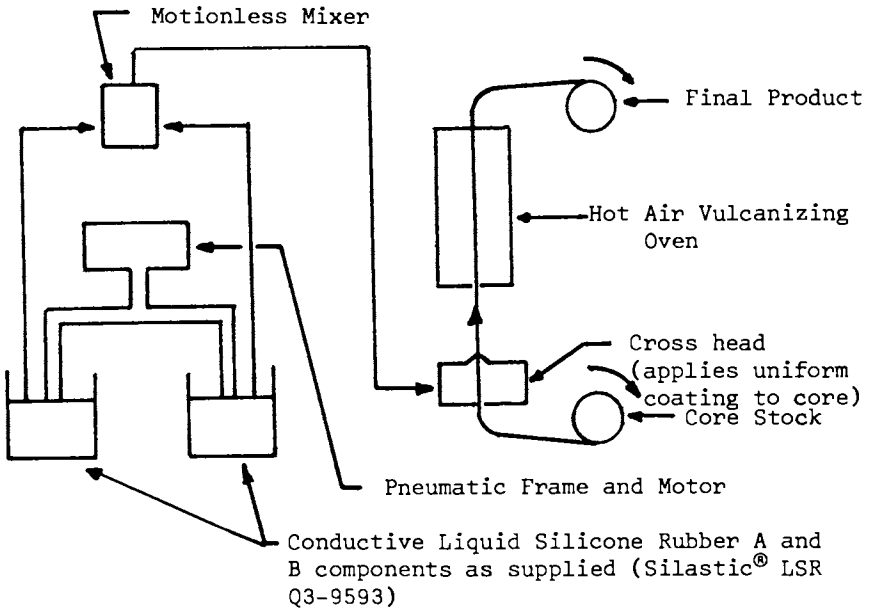 Motionless Mixer
Final Product
Hot Air Vulcanizing
Oven
Cross head
(applies uniform
coating to core)
Core Stock
Pneumatic Frame and Motor
Conductive Liquid Silicone Rubber A and
B components as supplied (Silastic® LSR
Q3-9593)